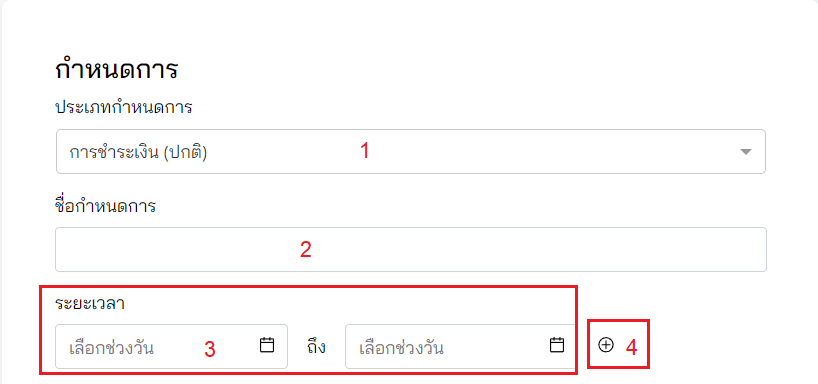 กำหนดการ
ประเภทกำหนดการ
การชำระเงิน (ปกติ) 1
ชื่อกำหนดการ
2
ระยะเวลา
เลือกช่วงวัน 3 ถึง เลือกช่วงวัน 4